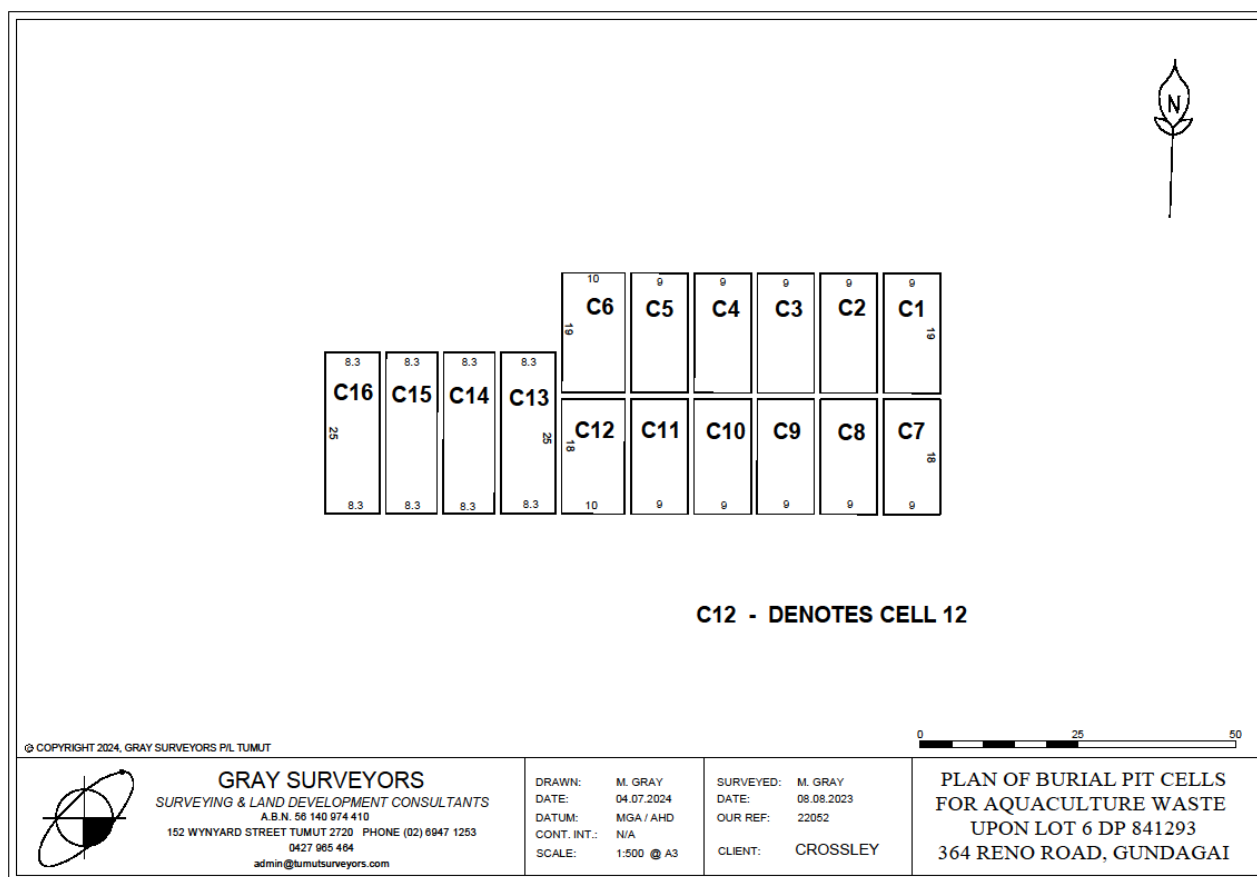 N
10 9 9 9 9 9
C6 C5 C4 C3 C2 C1
19 19
8.3 8.3 8.3 8.3
C16 C15 C14 C13
25 25
C12 C11 C10 C9 C8 C7
18 18
8.3 8.3 8.3 8.3 10 9 9 9 9 9
C12 - DENOTES CELL 12
0 25 50
© COPYRIGHT 2024, GRAY SURVEYORS P/L TUMUT
GRAY SURVEYORS
SURVEYING & LAND DEVELOPMENT CONSULTANTS
A.B.N. 56 140 974 410
152 WYNYARD STREET TUMUT 2720 PHONE (02) 6947 1253
0427 965 464
admin@tumutsurveyors.com
DRAWN: M. GRAY
DATE: 04.07.2024
DATUM: MGA / AHD
CONT. INT.: N/A
SCALE: 1:500 @ A3
SURVEYED: M. GRAY
DATE: 08.08.2023
OUR REF: 22052
CLIENT: CROSSLEY
PLAN OF BURIAL PIT CELLS
FOR AQUACULTURE WASTE
UPON LOT 6 DP 841293
364 RENO ROAD, GUNDAGAI